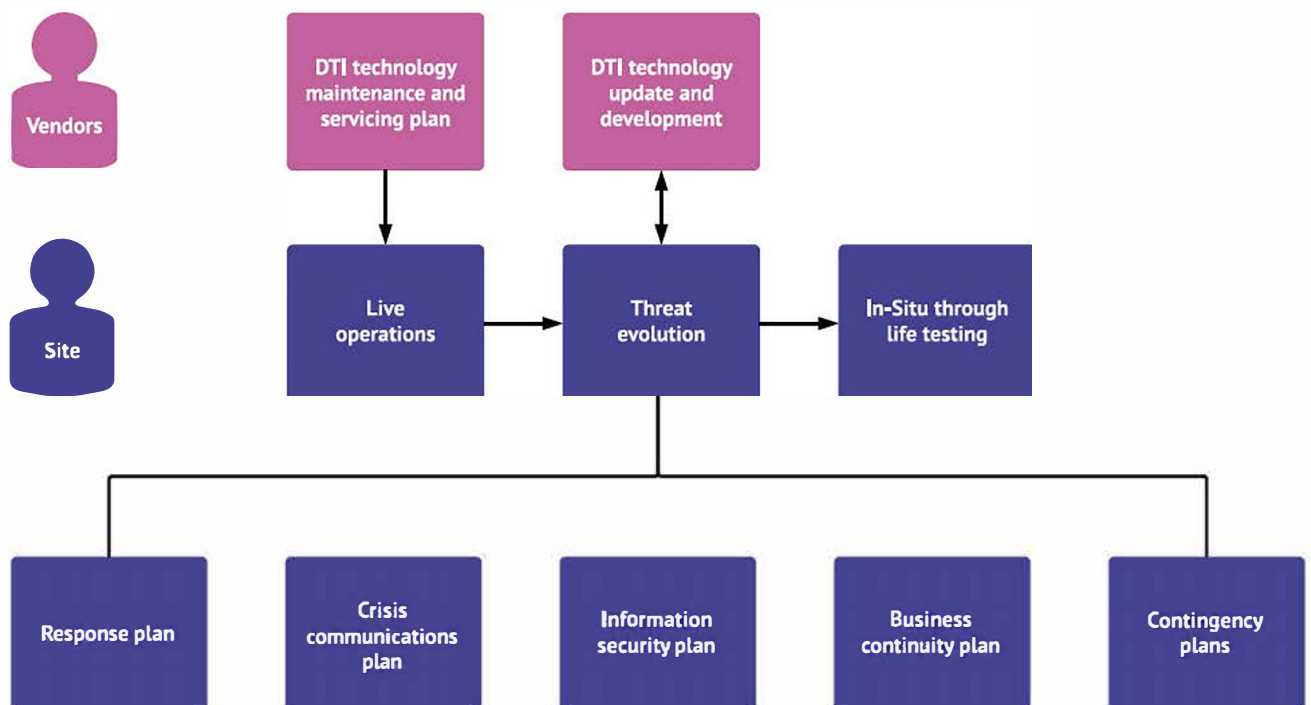 Vendors
DTI technology
maintenance and
servicing plan
DTI technology
update and
development
Site
Live
operations
Threat
evolution
In-Situ through
life testing
Response plan
Crisis
communications
plan
Information
security plan
Business
continuity plan
Contingency
plans